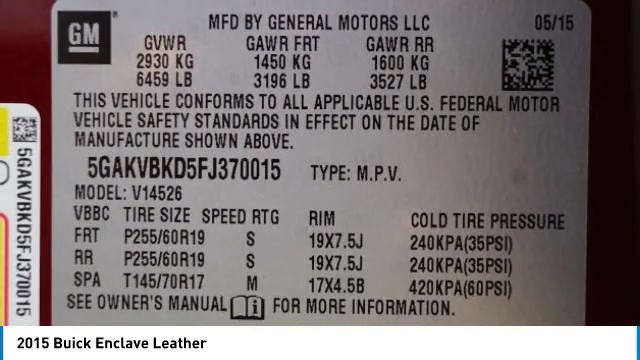 GM
MFD BY GENERAL MOTORS LLC 05/15
GVWR GAWR FRT GAWR RR
2930 KG 1450 KG 1600 KG
6459 LB 3196 LB 3527 LB
THIS VEHICLE CONFORMS TO ALL APPLICABLE U.S. FEDERAL MOTOR
VEHICLE SAFETY STANDARDS IN EFFECT ON THE DATE OF
MANUFACTURE SHOWN ABOVE.
5GAKVBKD5FJ370015 TYPE: M.P.V.
MODEL: V14526
VBBC TIRE SIZE SPEED RTG RIM COLD TIRE PRESSURE
FRT P255/60R19 S 19X7.5J 240KPA(35PSI)
RR P255/60R19 S 19X7.5J 240KPA(35PSI)
SPA T145/70R17 M 17X4.5B 420KPA(60PSI)
SEE OWNER'S MANUAL FOR MORE INFORMATION.
5GAKVBKD5FJ370015
2015 Buick Enclave Leather